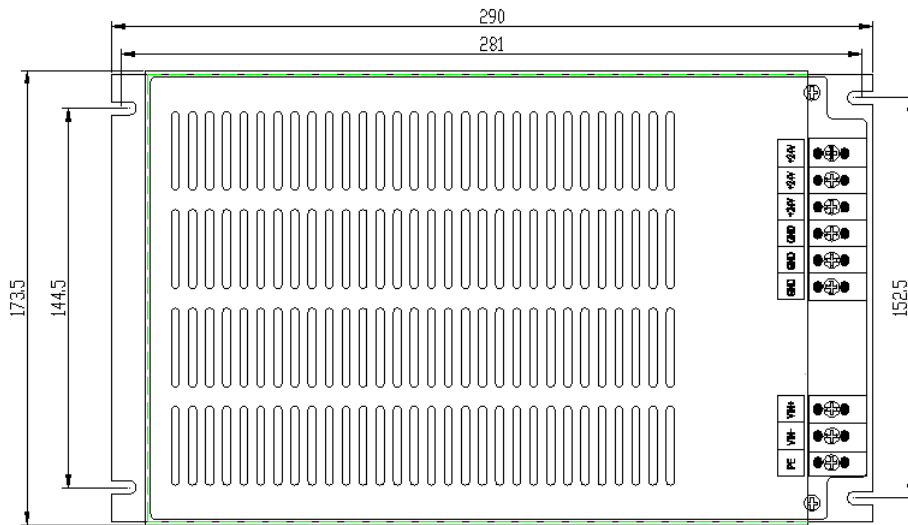 290
281
173.5
144.5
152.5
+24V
+24V
+24V
GND
GND
GND
VIN+
VIN-
PE